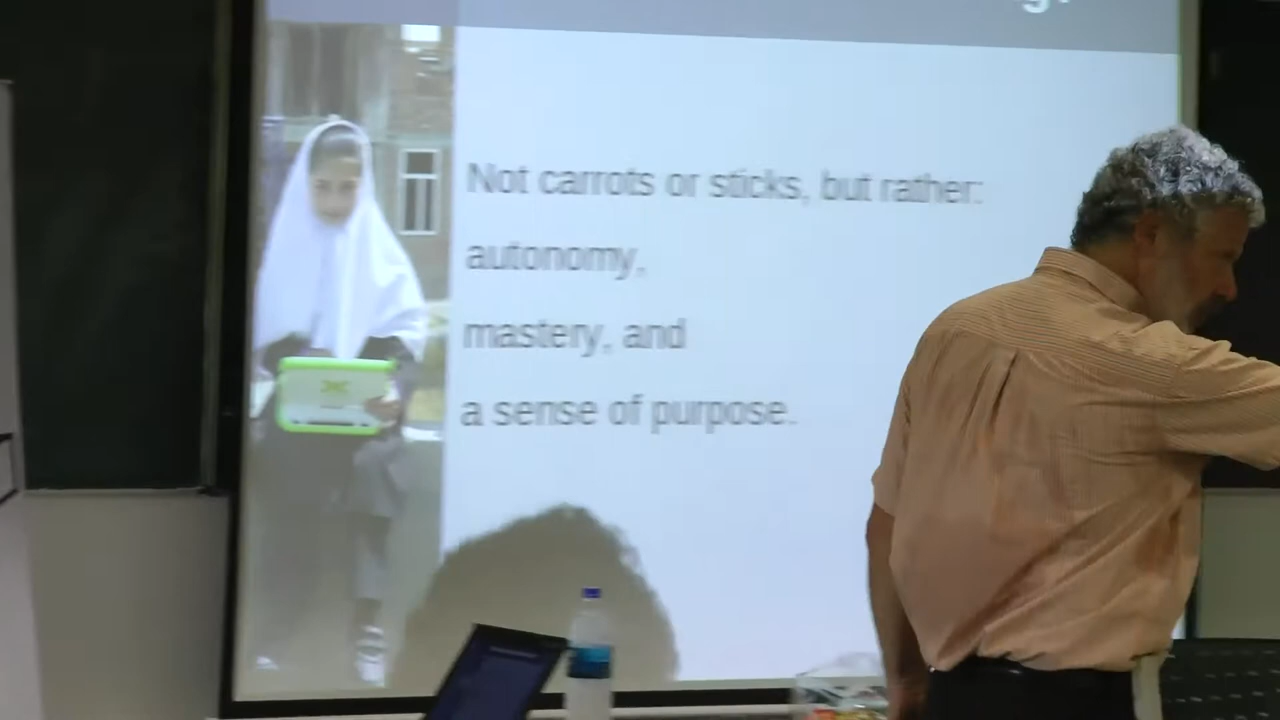 Not carrots or sticks, but rather:
autonomy,
mastery, and
a sense of purpose.